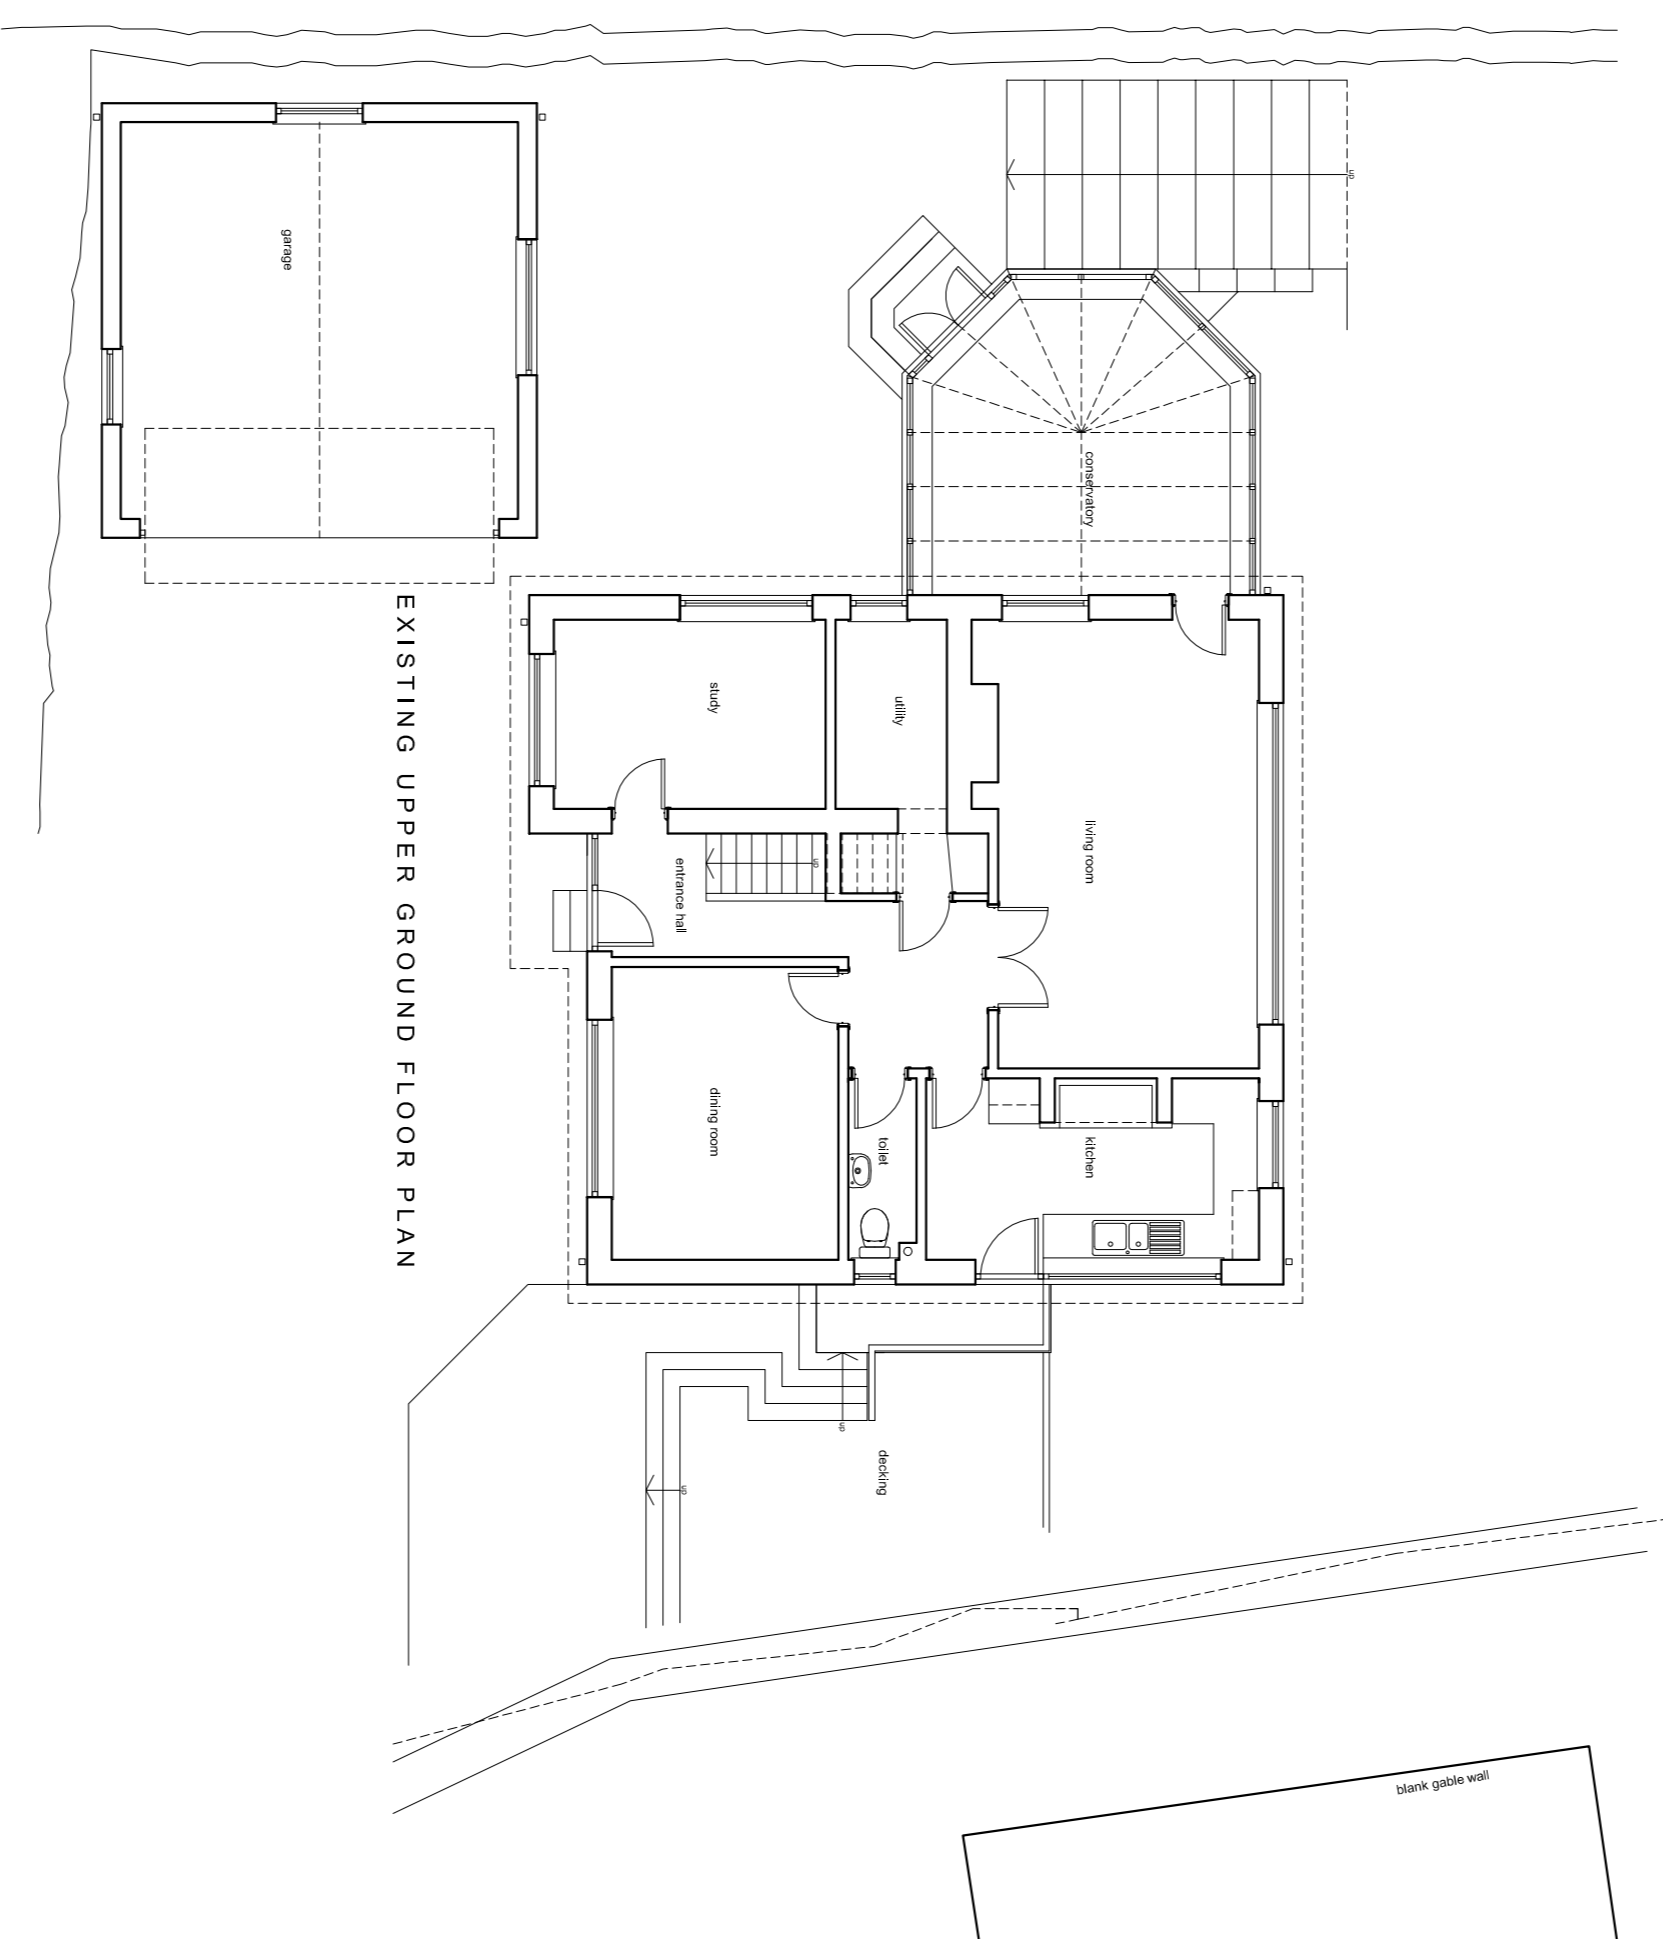 up
garage
conservatory
EXISTING UPPER GROUND FLOOR PLAN
study
utility
living room
up
entrance hall
dining room
toilet
kitchen
up
decking
up
blank gable wall